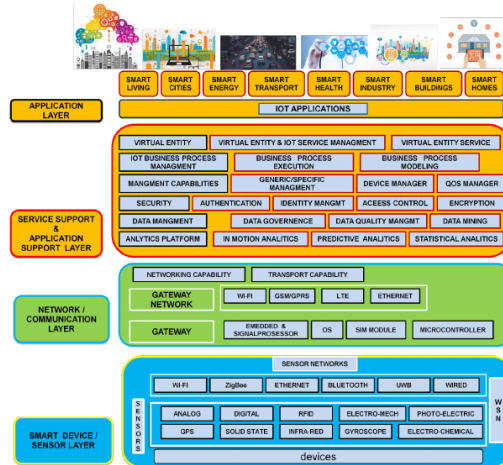 SMART LIVING
SMART CITIES
SMART ENERGY
SMART TRANSPORT
SMART HEALTH
SMART INDUSTRY
SMART BUILDINGS
SMART HOMES
APPLICATION LAYER
IOT APPLICATIONS
VIRTUAL ENTITY
VIRTUAL ENTITY & IOT SERVICE MANAGMENT
VIRTUAL ENTITY SERVICE
IOT BUSINESS PROCESS MANAGMENT
BUSINESS PROCESS EXECUTION
BUSINESS PROCESS MODELING
MANGMENT CAPABILITIES
GENERIC/SPECIFIC MANAGMENT
DEVICE MANAGER
QOS MANAGER
SERVICE SUPPORT & APPLICATION SUPPORT LAYER
SECURITY
AUTHENTICATION
IDENTITY MANGMT
ACEESS CONTROL
ENCRYPTION
DATA MANGMENT
DATA GOVERNENCE
DATA QUALITY MANGMT
DATA MINING
ANLYTICS PLATFORM
IN MOTION ANALITICS
PREDICTIVE ANALITICS
STATISTICAL ANALITICS
NETWORKING CAPABILITY
TRANSPORT CAPABILITY
NETWORK / COMMUNICATION LAYER
GATEWAY NETWORK
WI-FI
GSM/GPRS
LTE
ETHERNET
GATEWAY
EMEDDED & SIGNALPROSESSOR
OS
SIM MODULE
MICROCONTROLLER
SENSOR NETWORKS
WI-FI
ZigBee
ETHERNET
BLUETOOTH
UWB
WIRED
SMART DEVICE / SENSOR LAYER
SENSORS
ANALOG
DIGITAL
RFID
ELECTRO-MECH
PHOTO-ELECTRIC
WSN
GPS
SOLID STATE
INFRA-RED
GYROSCOPE
ELECTRO-CHEMICAL
devices